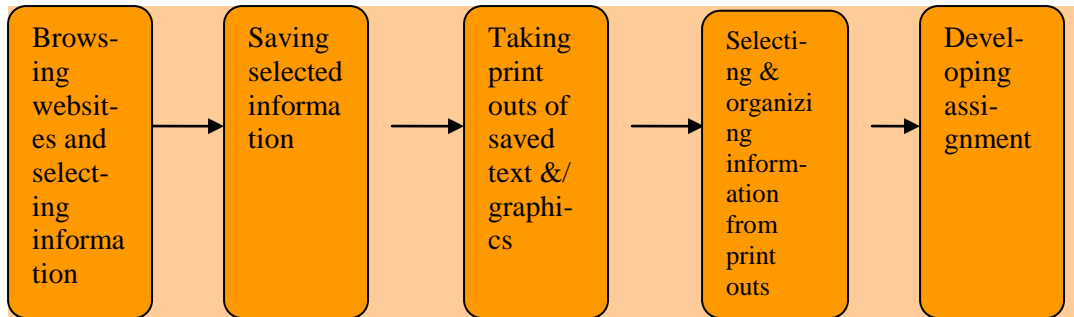 Brows-
ing
websit-
es and
select-
ing
informa
tion
Saving
selected
informa
tion
Taking
print
outs of
saved
text &/
graphi-
cs
Selecti-
ng &
organizi
ng
inform-
ation
from
print
outs
Devel-
oping
assi-
gnment